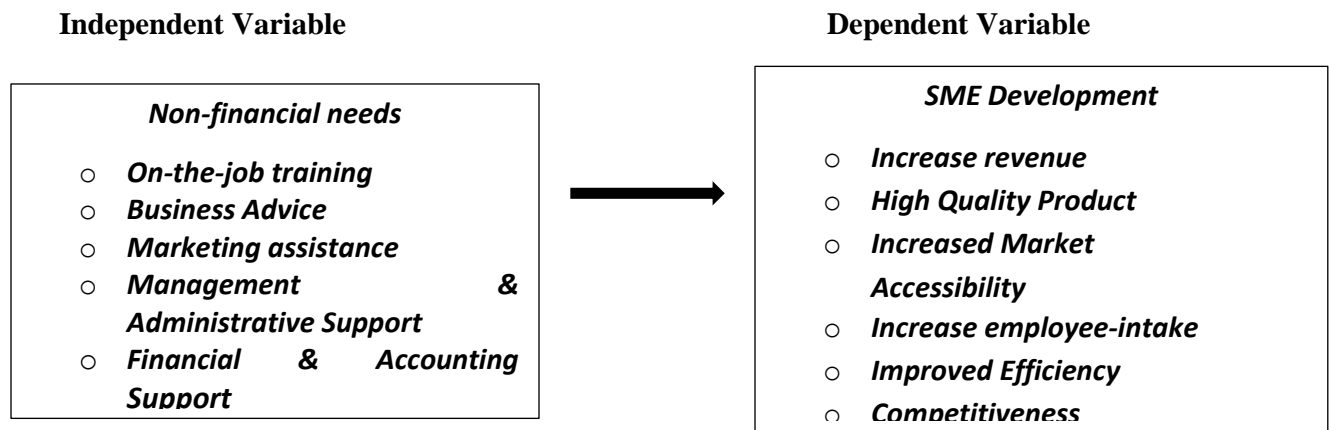 Independent Variable
Dependent Variable
Non-financial needs
o On-the-job training
o Business Advice
o Marketing assistance
o Management &
Administrative Support
o Financial & Accounting
Support
SME Development
o Increase revenue
o High Quality Product
o Increased Market
Accessibility
o Increase employee-intake
o Improved Efficiency
o Competitiveness